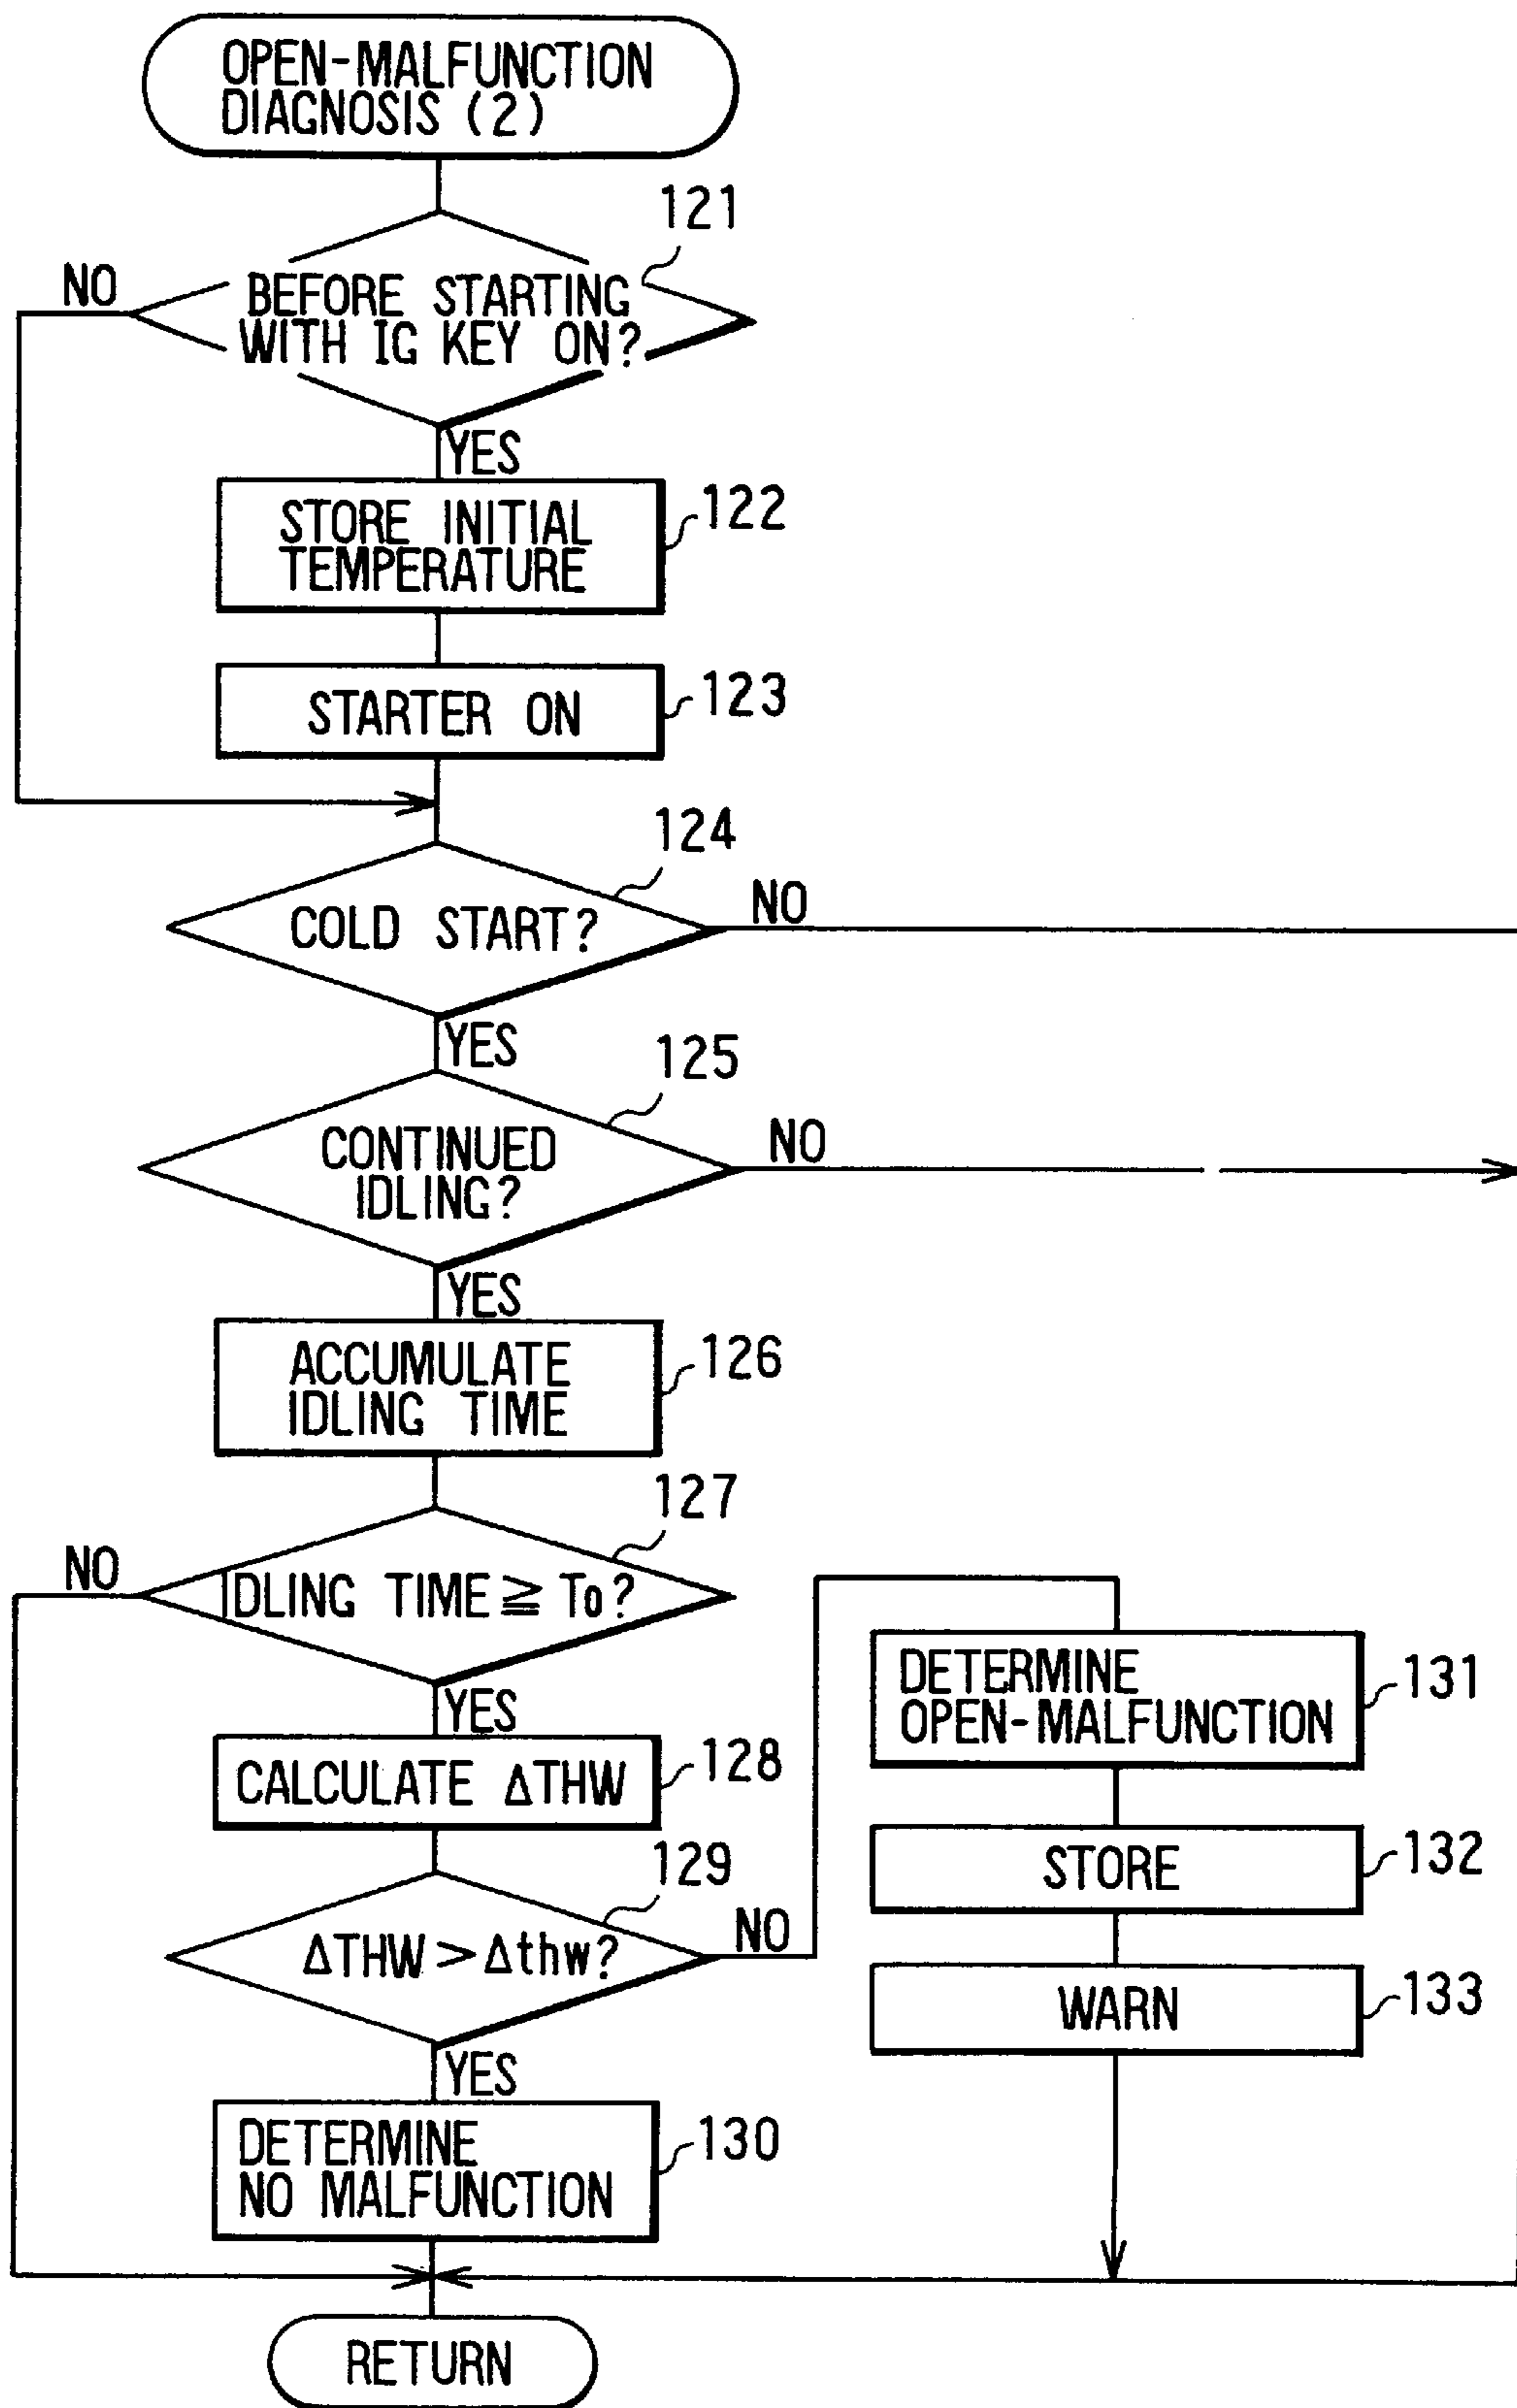 OPEN-MALFUNCTION
DIAGNOSIS (2)
121
NO
BEFORE STARTING
WITH IG KEY ON?
YES
STORE INITIAL
TEMPERATURE
122
STARTER ON
123
124
COLD START?
NO
YES
125
CONTINUED
IDLING?
NO
YES
ACCUMULATE
IDLING TIME
126
127
NO
IDLING TIME ≧ To?
YES
CALCULATE ΔTHW
128
129
ΔTHW > Δthw?
NO
YES
DETERMINE
NO MALFUNCTION
130
DETERMINE
OPEN-MALFUNCTION
131
STORE
132
WARN
133
RETURN